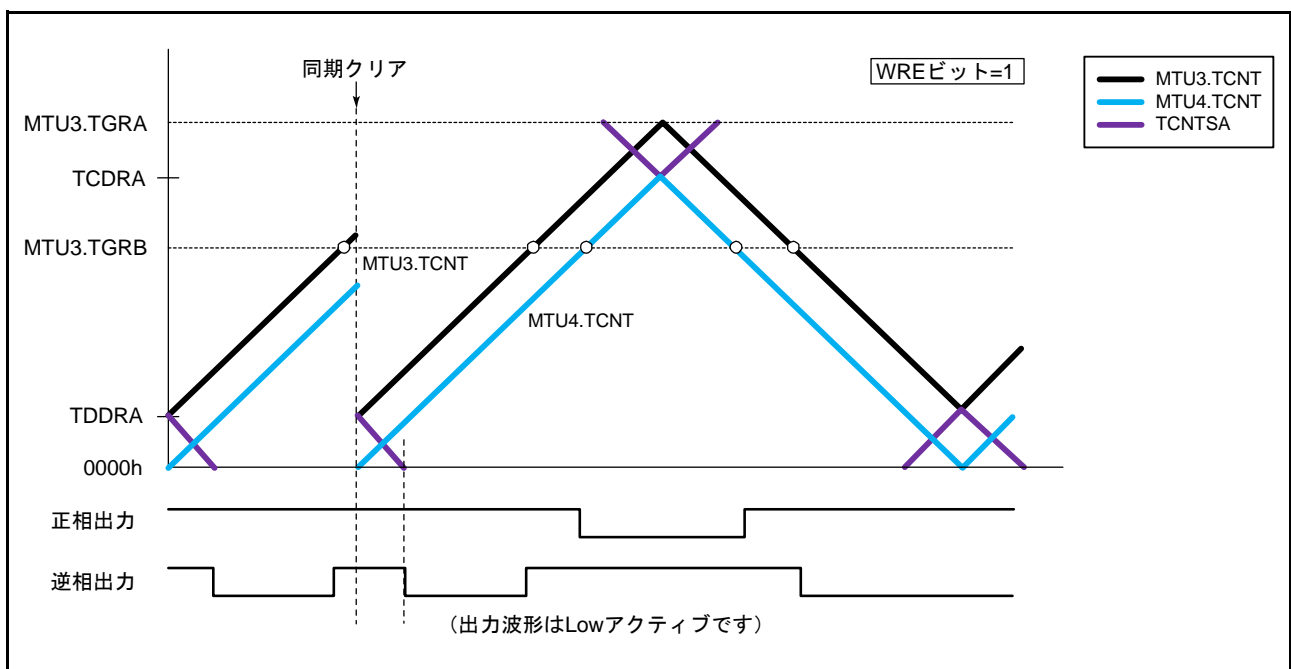 同期クリア
WREビット=1
MTU3.TCNT
MTU4.TCNT
TCNTSA
MTU3.TGRA
TCDRA
MTU3.TGRB
MTU3.TCNT
MTU4.TCNT
TDDRA
0000h
正相出力
逆相出力
（出力波形はLowアクティブです）